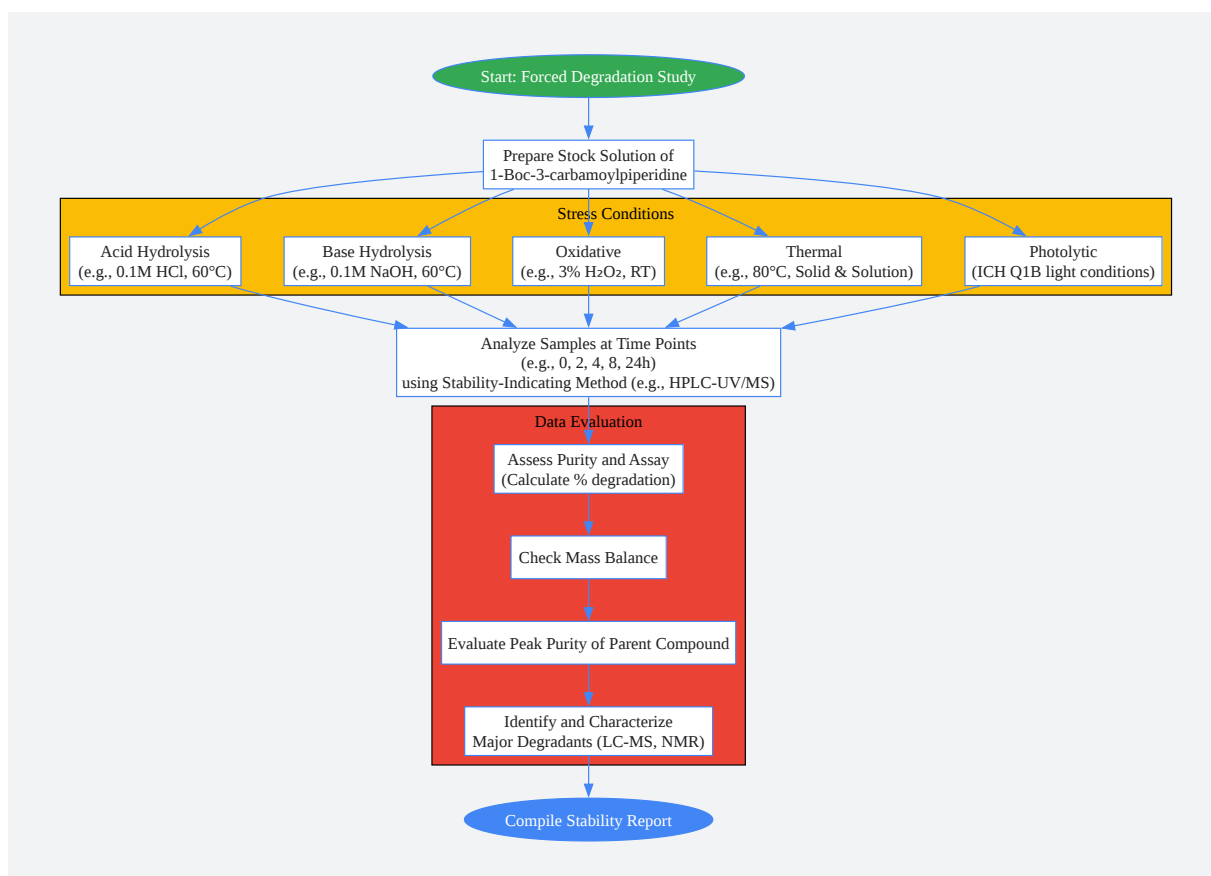 Start: Forced Degradation Study
Prepare Stock Solution of
1-Boc-3-carbamoylpiperidine
Stress Conditions
Acid Hydrolysis
(e.g., 0.1M HCl, 60°C)
Base Hydrolysis
(e.g., 0.1M NaOH, 60°C)
Oxidative
(e.g., 3% H₂O₂, RT)
Thermal
(e.g., 80°C, Solid & Solution)
Photolytic
(ICH Q1B light conditions)
Analyze Samples at Time Points
(e.g., 0, 2, 4, 8, 24h)
using Stability-Indicating Method (e.g., HPLC-UV/MS)
Data Evaluation
Assess Purity and Assay
(Calculate % degradation)
Check Mass Balance
Evaluate Peak Purity of Parent Compound
Identify and Characterize
Major Degradants (LC-MS, NMR)
Compile Stability Report